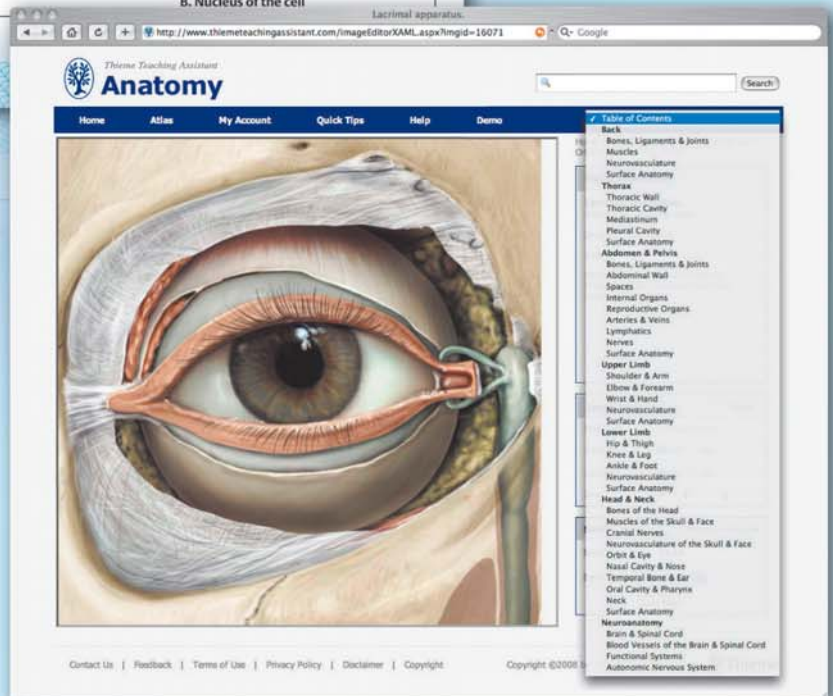 B. Nucleus of the cell
Lacrimal apparatus.
http://www.thiemeteachingassistant.com/imageEditorXAML.aspx?imgid=16071
Q- Google
Thieme Teaching Assistant
Anatomy
Search
Home Atlas My Account Quick Tips Help Demo
✓ Table of Contents
Back
Bones, Ligaments & Joints
Muscles
Neurovasculature
Surface Anatomy
Thorax
Thoracic Wall
Thoracic Cavity
Mediastinum
Pleural Cavity
Surface Anatomy
Abdomen & Pelvis
Bones, Ligaments & Joints
Abdominal Wall
Spaces
Internal Organs
Reproductive Organs
Arteries & Veins
Lymphatics
Nerves
Surface Anatomy
Upper Limb
Shoulder & Arm
Elbow & Forearm
Wrist & Hand
Neurovasculature
Surface Anatomy
Lower Limb
Hip & Thigh
Knee & Leg
Ankle & Foot
Neurovasculature
Surface Anatomy
Head & Neck
Bones of the Head
Muscles of the Skull & Face
Cranial Nerves
Neurovasculature of the Skull & Face
Orbit & Eye
Nasal Cavity & Nose
Temporal Bone & Ear
Oral Cavity & Pharynx
Neck
Surface Anatomy
Neuroanatomy
Brain & Spinal Cord
Blood Vessels of the Brain & Spinal Cord
Functional Systems
Autonomic Nervous System
Contact Us | Feedback | Terms of Use | Privacy Policy | Disclaimer | Copyright Copyright ©2008